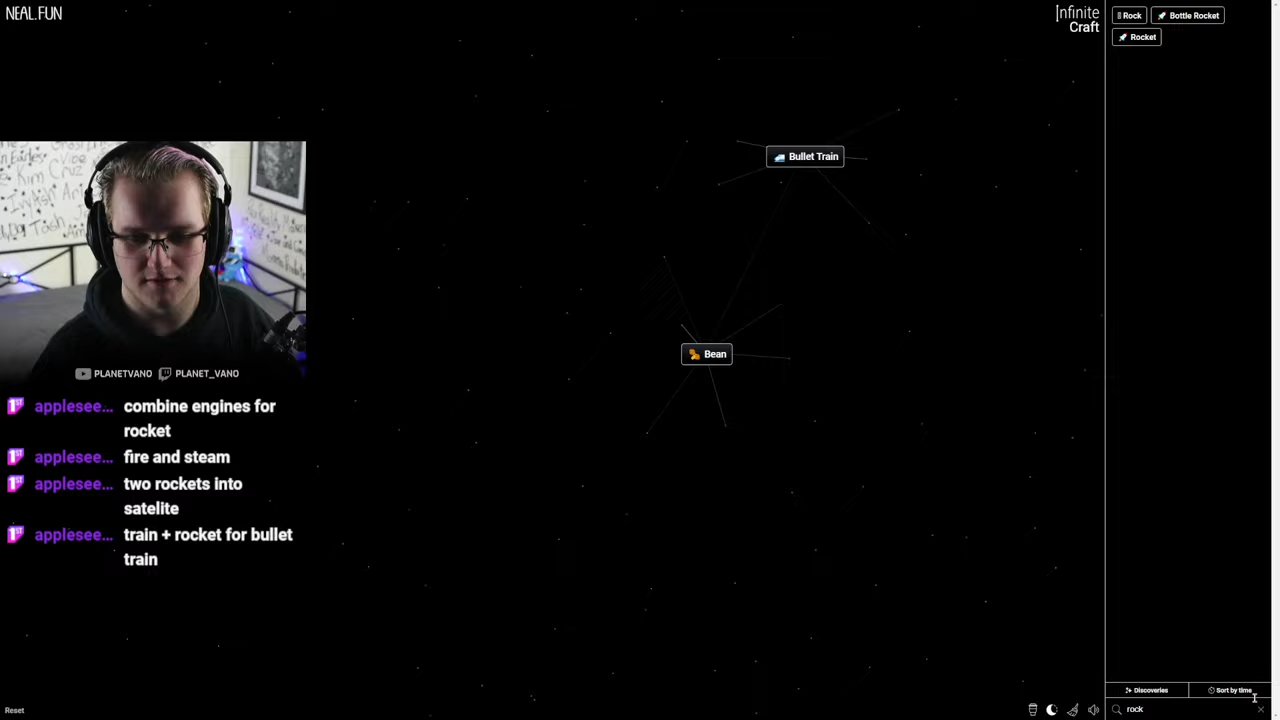 NEAL.FUN
Infinite
Craft
Rock
Bottle Rocket
Rocket
Bullet Train
Bean
PLANETVANO
PLANET_VANO
applesee... combine engines for
rocket
applesee... fire and steam
applesee... two rockets into
satelite
applesee... train + rocket for bullet
train
Discoveries
Sort by time
Reset
rock